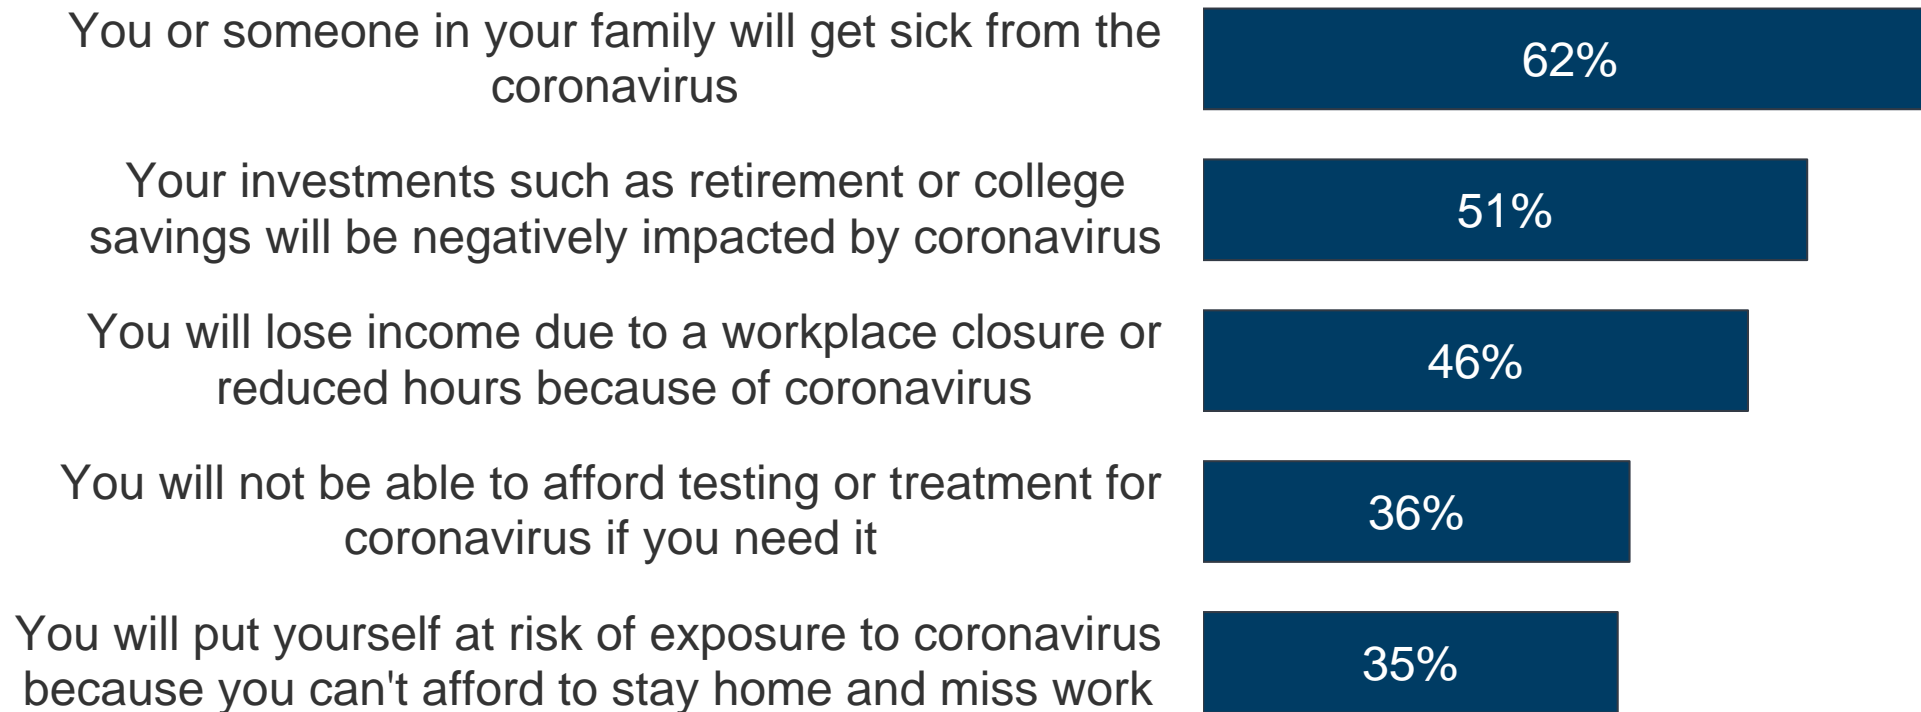 You or someone in your family will get sick from the
coronavirus
62%
Your investments such as retirement or college
savings will be negatively impacted by coronavirus
51%
You will lose income due to a workplace closure or
reduced hours because of coronavirus
46%
You will not be able to afford testing or treatment for
coronavirus if you need it
36%
You will put yourself at risk of exposure to coronavirus
because you can't afford to stay home and miss work
35%